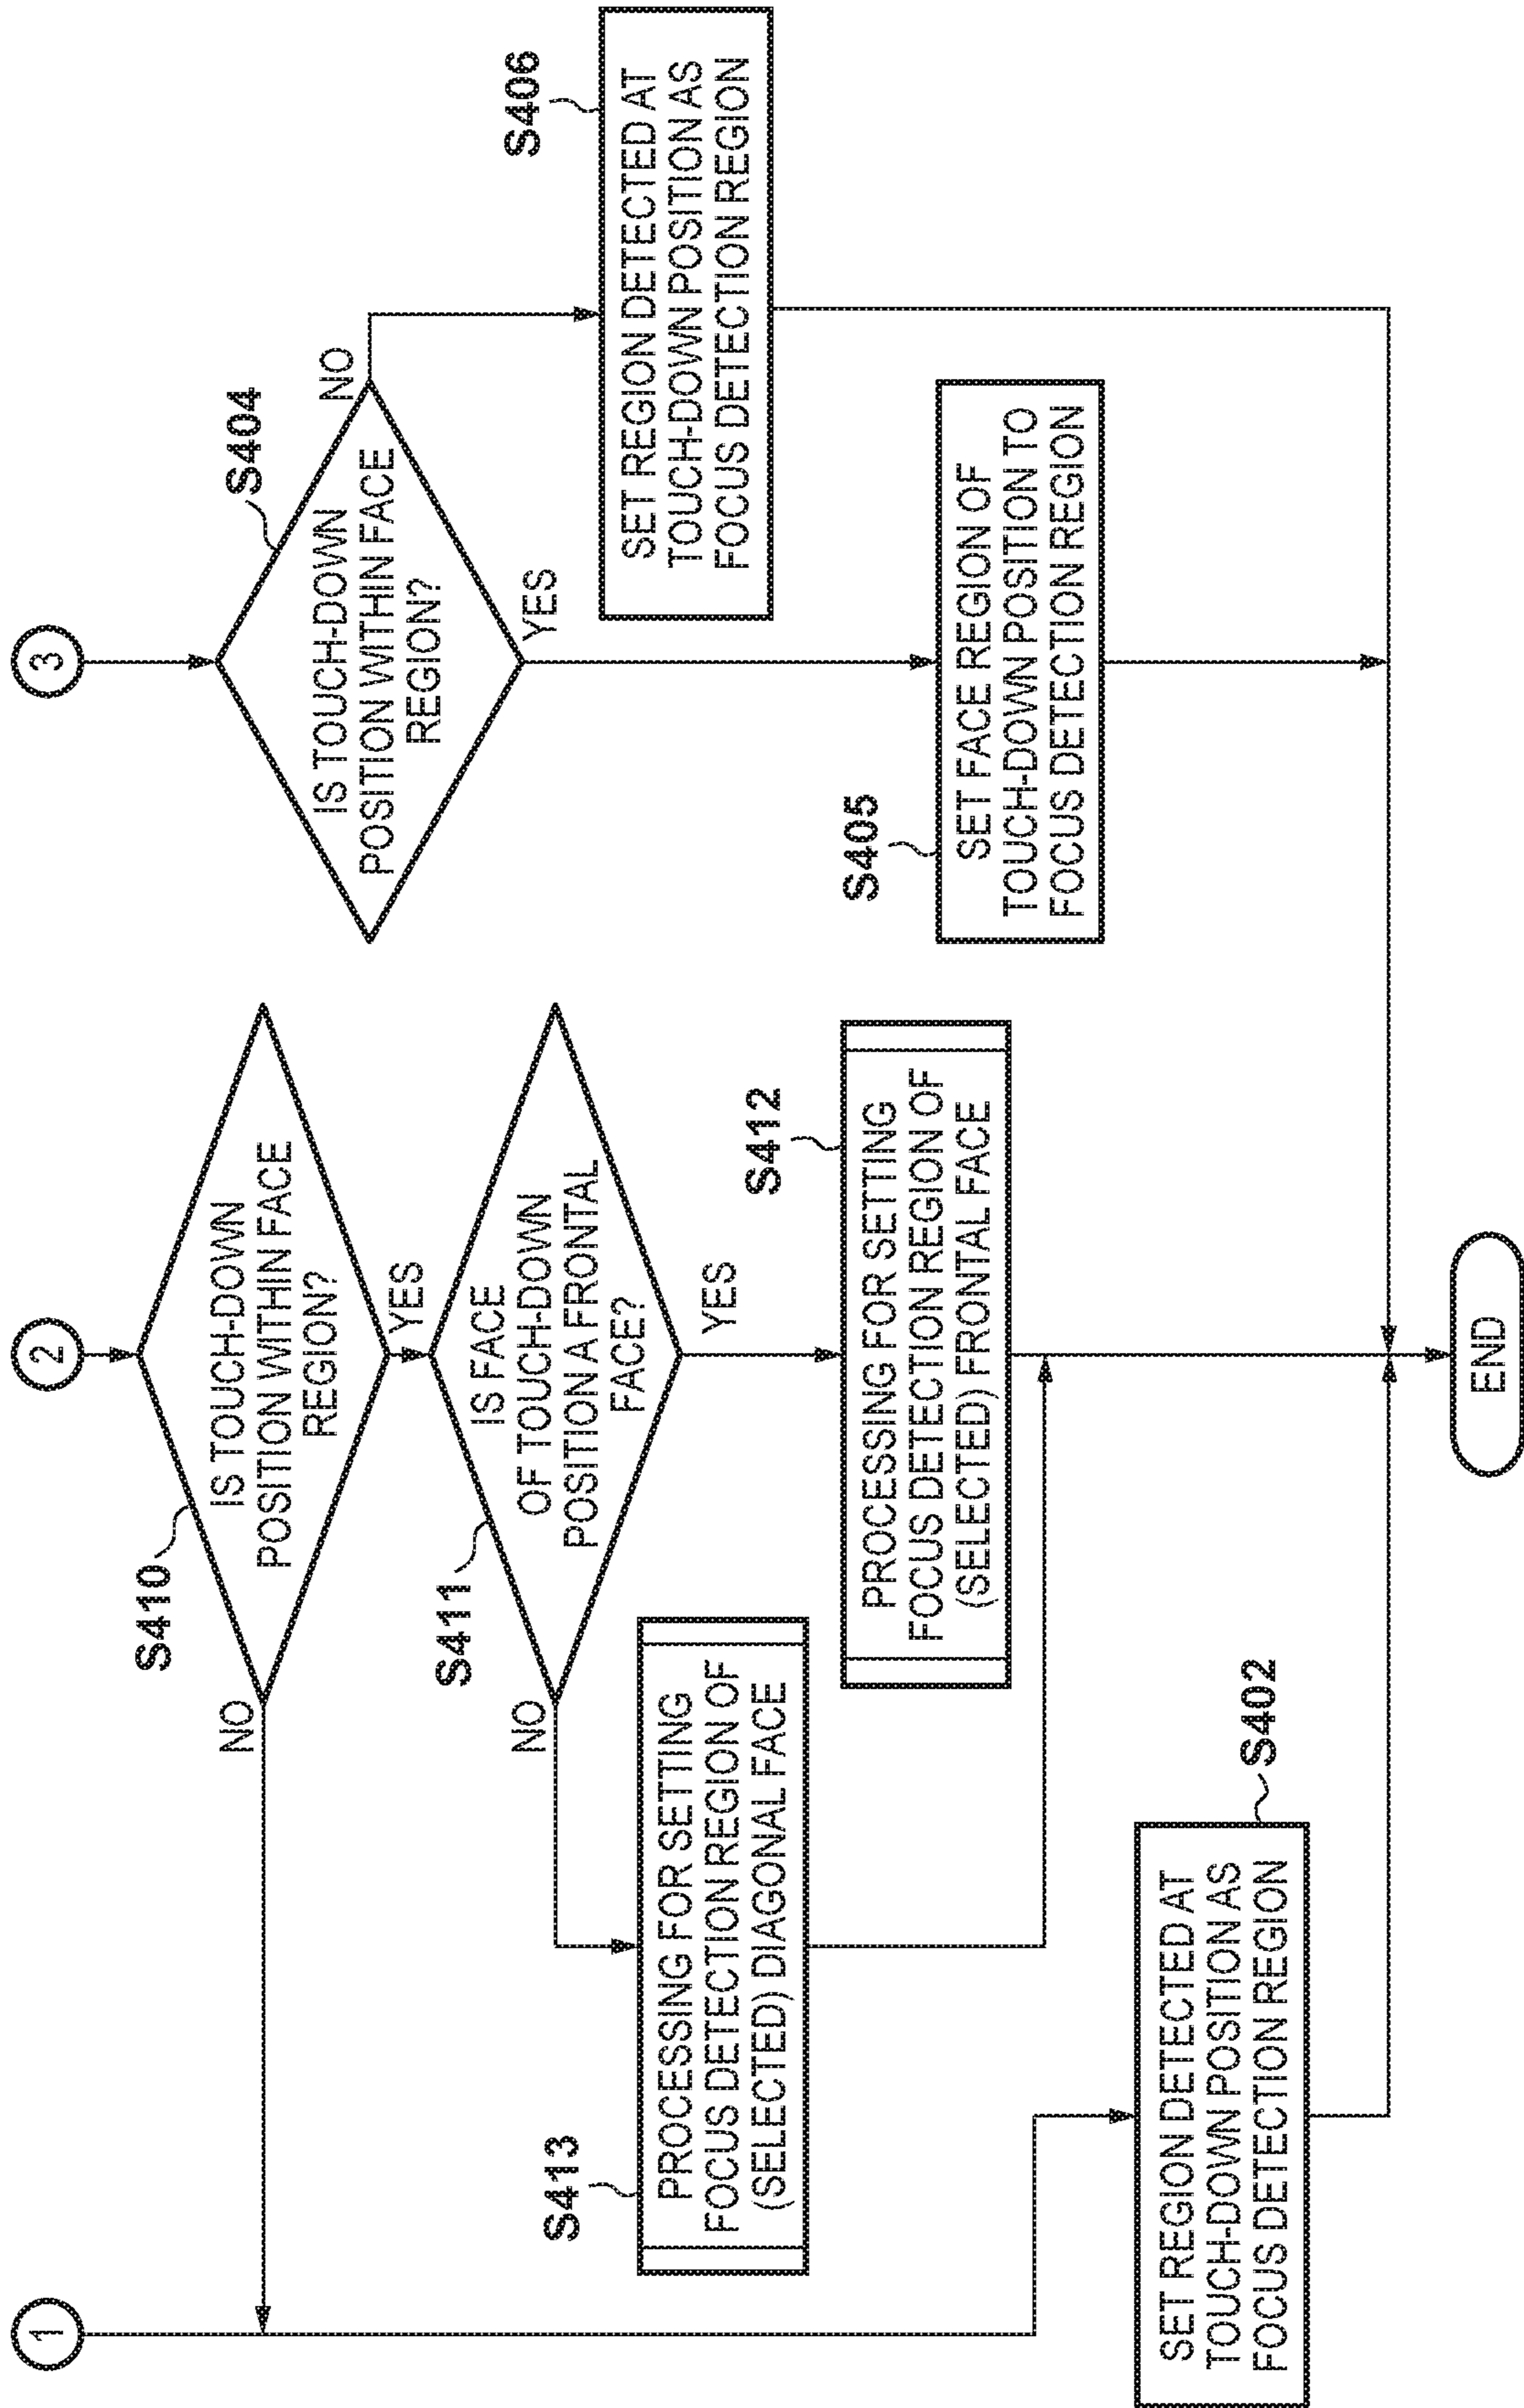 1
2
3
S410
IS TOUCH-DOWN
POSITION WITHIN FACE
REGION?
NO
YES
S404
IS TOUCH-DOWN
POSITION WITHIN FACE
REGION?
NO
YES
S411
IS FACE
OF TOUCH-DOWN
POSITION A FRONTAL
FACE?
NO
YES
S406
SET REGION DETECTED AT
TOUCH-DOWN POSITION AS
FOCUS DETECTION REGION
S413
PROCESSING FOR SETTING
FOCUS DETECTION REGION OF
(SELECTED) DIAGONAL FACE
S412
PROCESSING FOR SETTING
FOCUS DETECTION REGION OF
(SELECTED) FRONTAL FACE
S405
SET FACE REGION OF
TOUCH-DOWN POSITION TO
FOCUS DETECTION REGION
S402
SET REGION DETECTED AT
TOUCH-DOWN POSITION AS
FOCUS DETECTION REGION
END